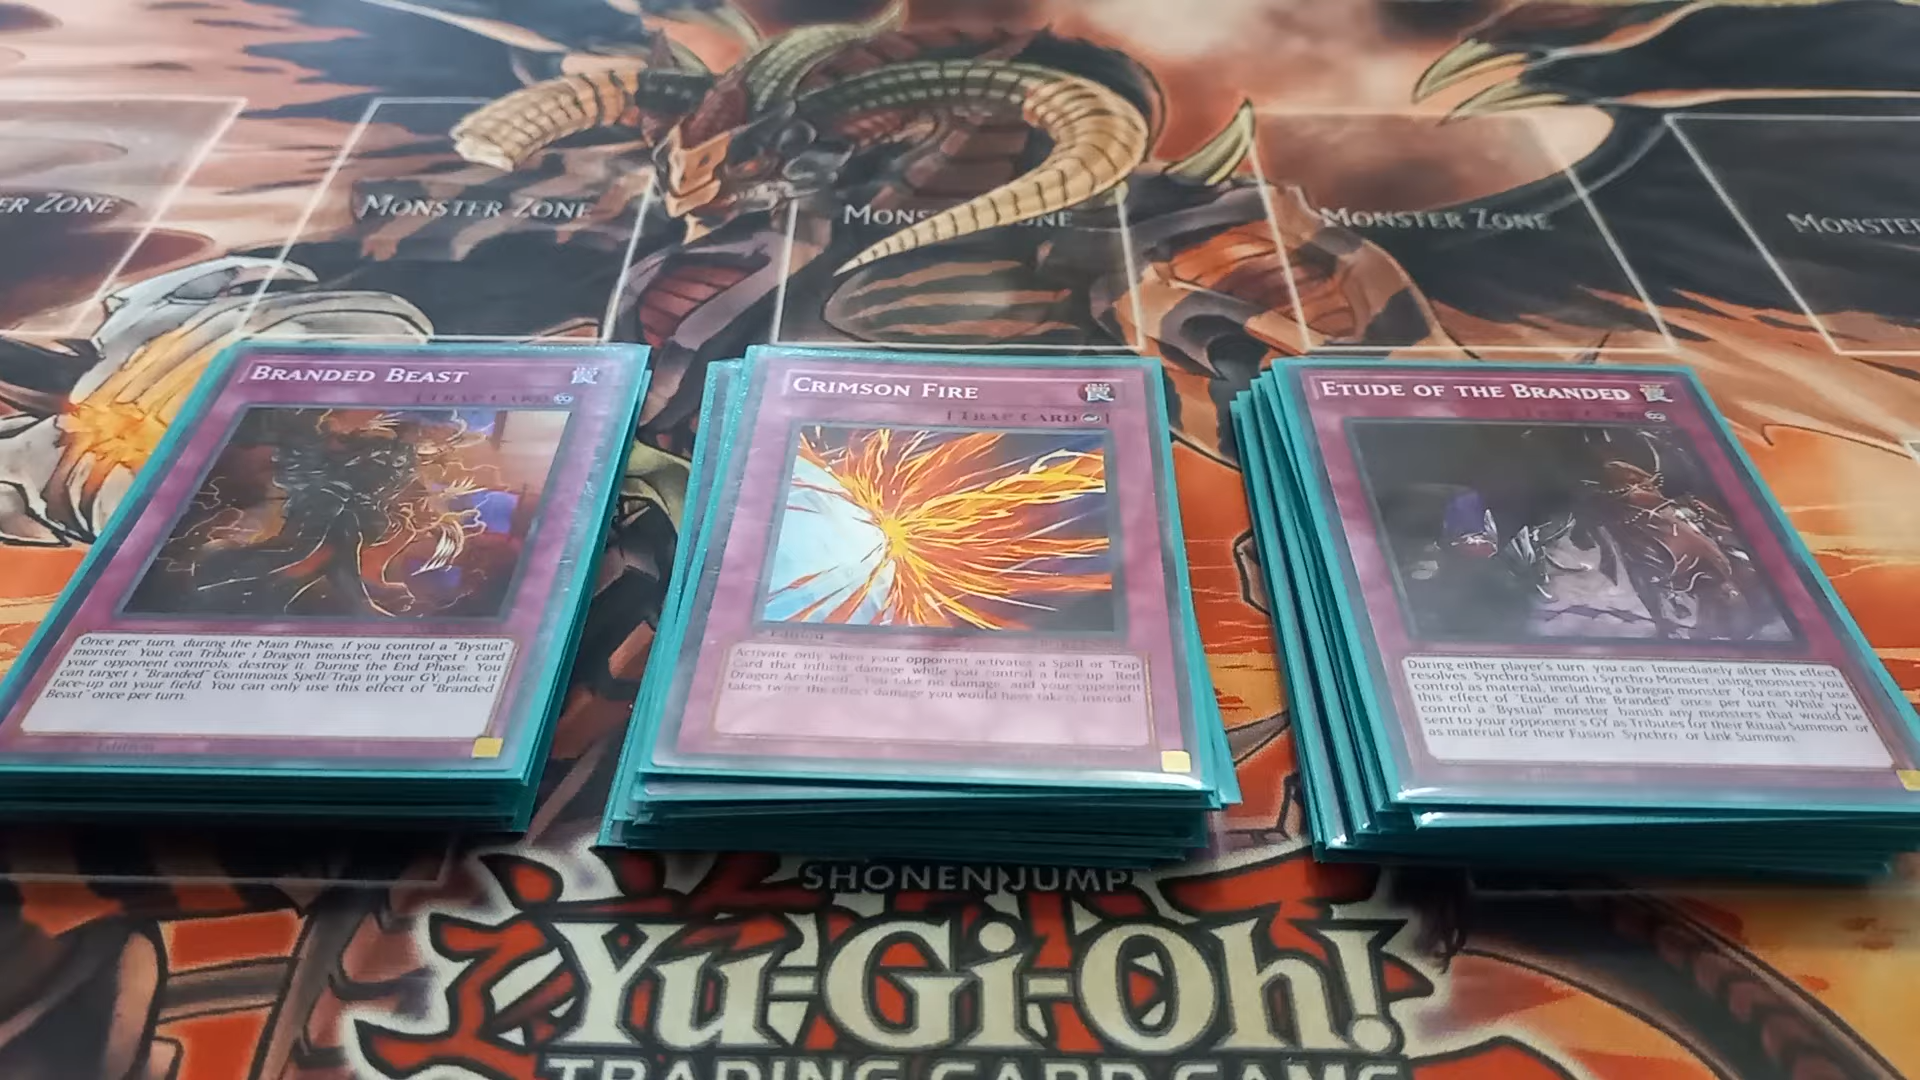 ER ZONE
MONSTER ZONE
MONS ONE
MONSTER ZONE
MONSTER
BRANDED BEAST
[TRAP CARD
Once per turn, during the Main Phase, if you control a "Bystial"
monster: You can Tribute 1 Dragon monster, then target 1 card
your opponent controls, destroy it. During the End Phase: You
can target 1 "Branded" Continuous Spell/Trap in your GY, place it
face-up on your field. You can only use this effect of "Branded
Beast" once per turn.
Edition
CRIMSON FIRE
[TRAP CARD ]
Edition
Activate only when your opponent activates a Spell or Trap
Card that inflicts damage while you control a face-up "Red
Dragon Archfiend". You take no damage, and your opponent
takes twice the effect damage you would have taken, instead.
ETUDE OF THE BRANDED
During either player's turn, you can: Immediately after this effect
resolves, Synchro Summon 1 Synchro Monster, using monsters you
control as material, including a Dragon monster. You can only use
this effect of "Etude of the Branded" once per turn. While you
control a "Bystial" monster, banish any monsters that would be
sent to your opponent's GY as Tributes for their Ritual Summon, or
as material for their Fusion, Synchro, or Link Summon.
SHONEN JUMP
Yu-Gi-Oh!
TRADING CARD GAME